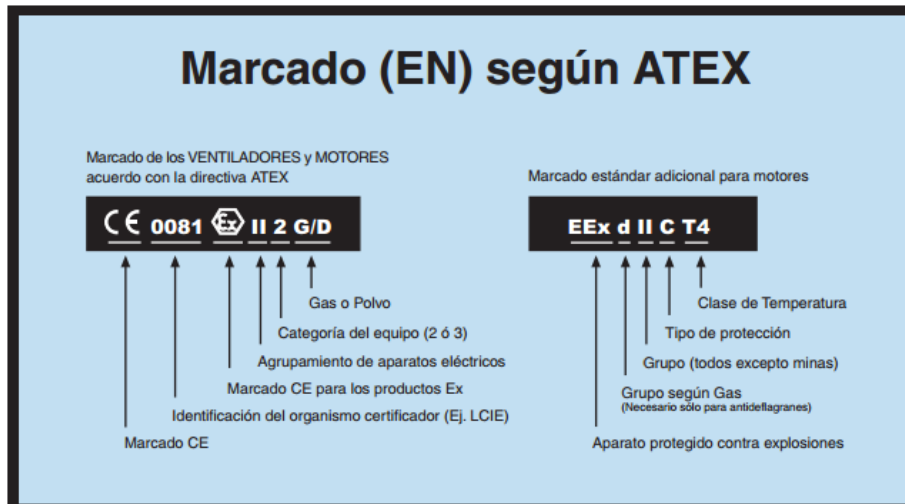 Marcado (EN) según ATEX
Marcado de los VENTILADORES y MOTORES
acuerdo con la directiva ATEX
CE 0081 Ex II 2 G/D
Gas o Polvo
Categoría del equipo (2 ó 3)
Agrupamiento de aparatos eléctricos
Marcado CE para los productos Ex
Identificación del organismo certificador (Ej. LCIE)
Marcado CE
Marcado estándar adicional para motores
EEx d II C T4
Clase de Temperatura
Tipo de protección
Grupo (todos excepto minas)
Grupo según Gas
(Necesario sólo para antideflagranes)
Aparato protegido contra explosiones